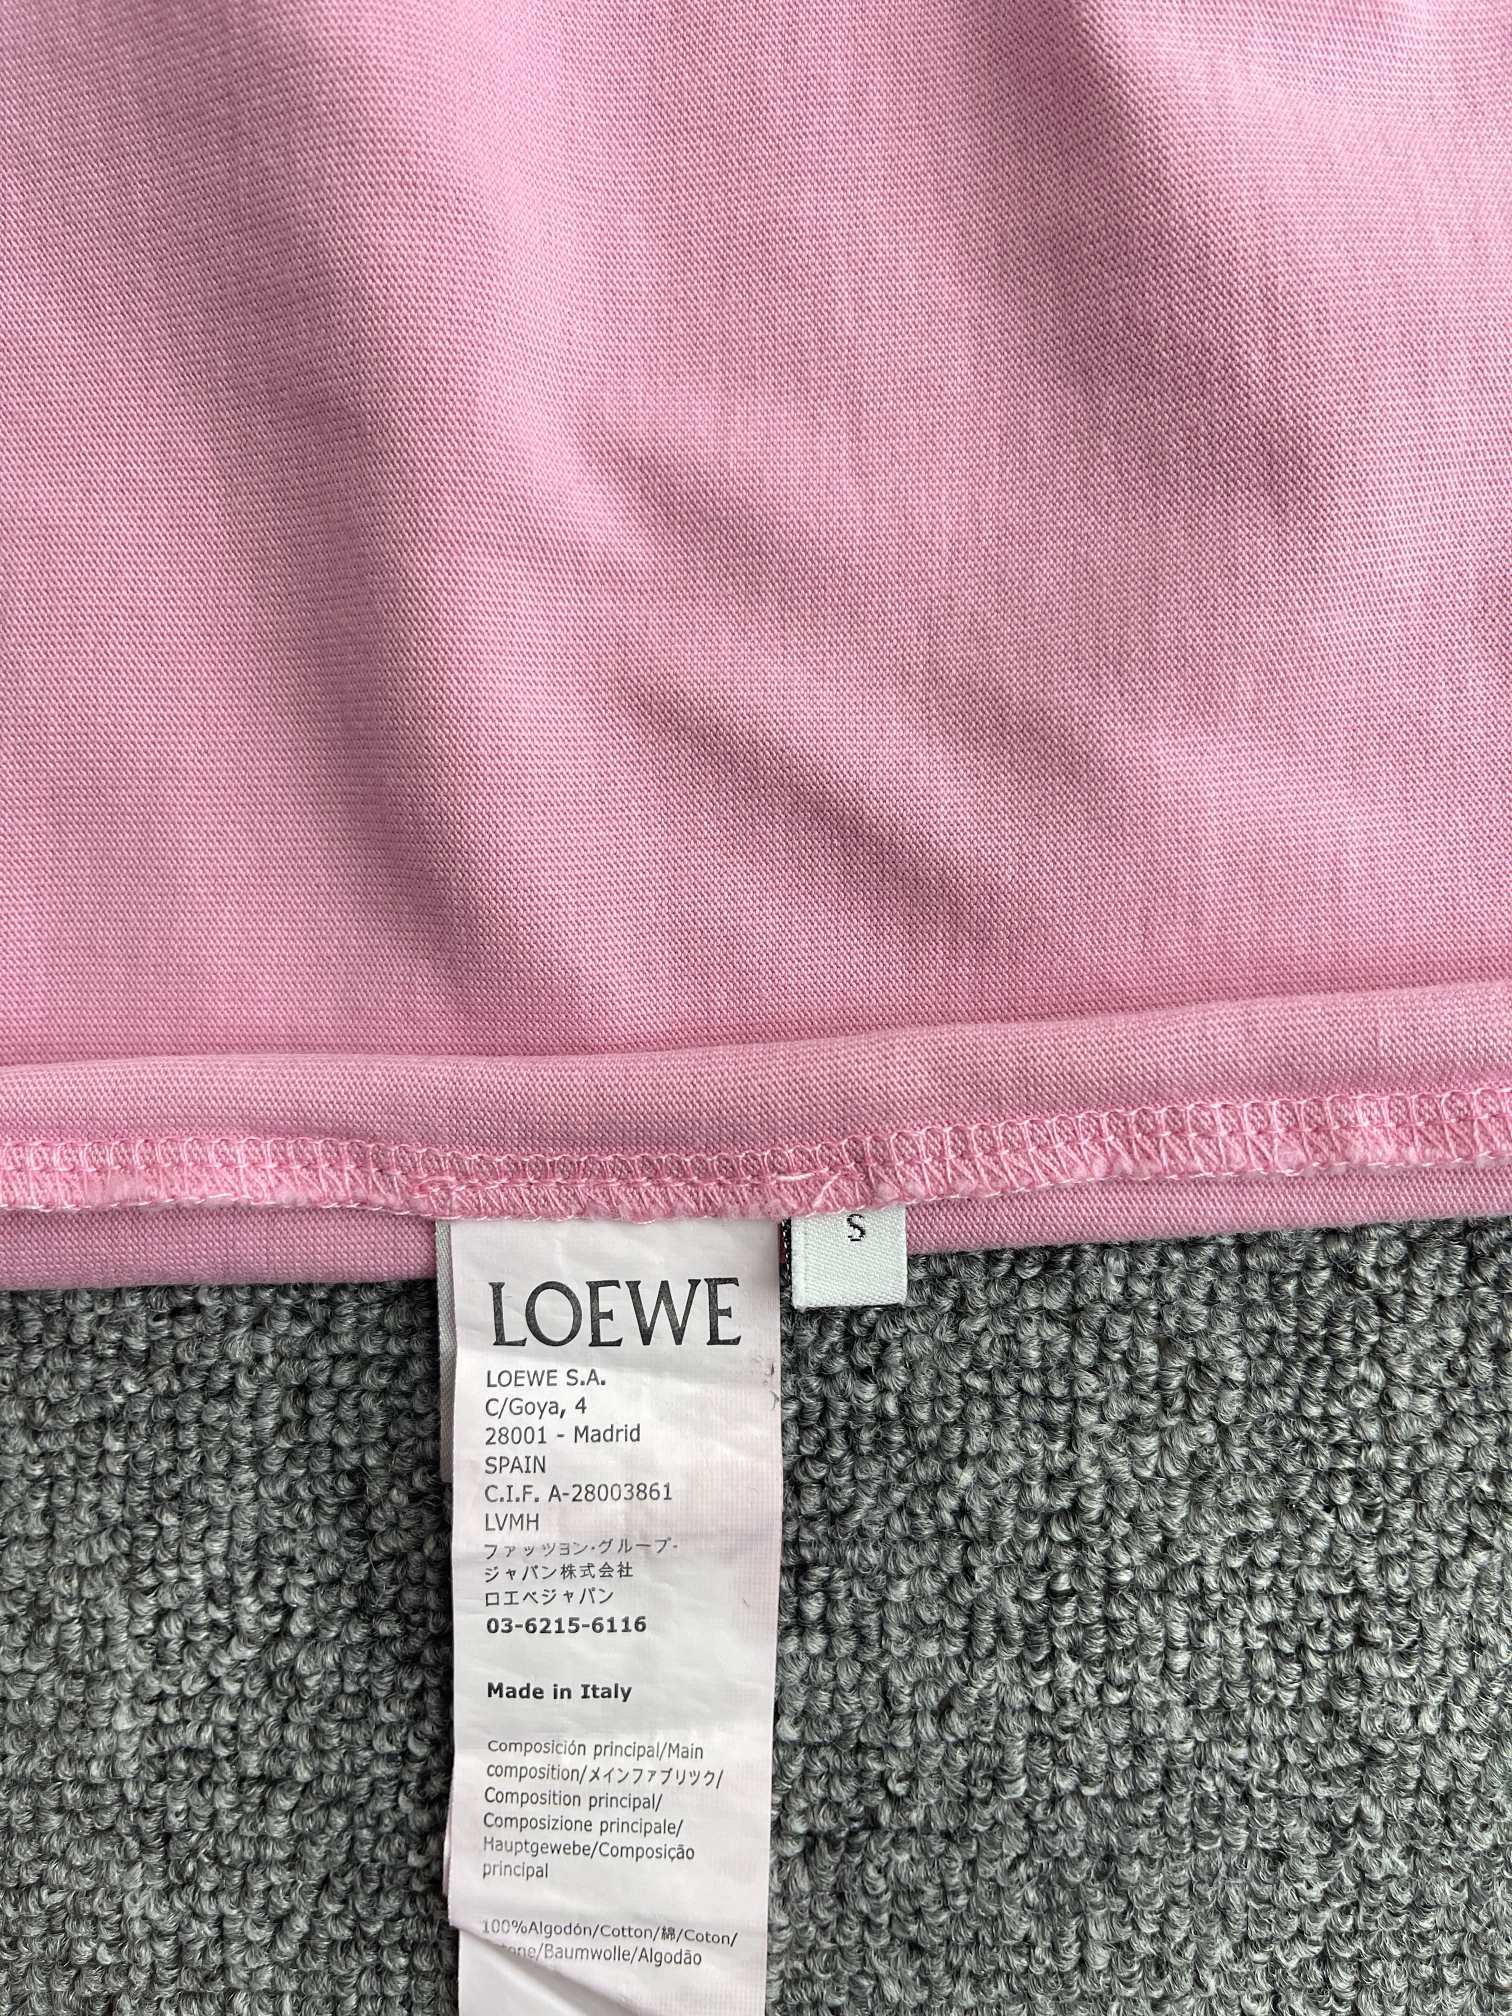 S
LOEWE
LOEWE S.A.
C/Goya, 4
28001 - Madrid
SPAIN
C.I.F. A-28003861
LVMH
ファッツョン·グループ-
ジャパン株式会社
ロエベジャパン
03-6215-6116
Made in Italy
Composición principal/Main
composition/メインファブリック/
Composition principal/
Composizione principale/
Hauptgewebe/Composição
principal
100%Algodón/Cotton/綿/Coton/
/Baumwolle/Algodão